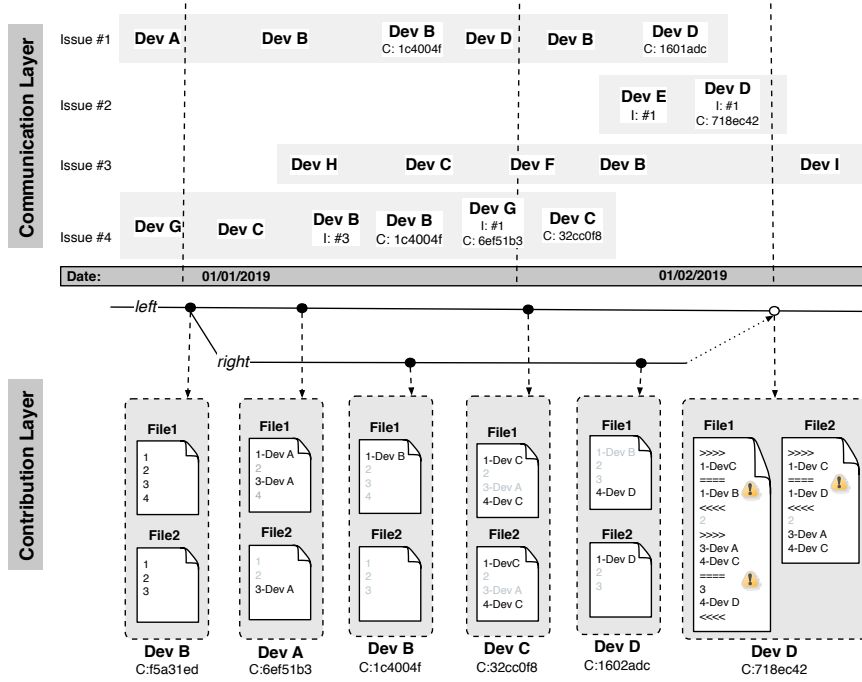 Communication Layer
Issue #1
Dev A
Dev B
Dev B
C: 1c4004f
Dev D
Dev B
Dev D
C: 1601adc
Issue #2
Dev E
I: #1
Dev D
I: #1
C: 718ec42
Issue #3
Dev H
Dev C
Dev F
Dev B
Dev I
Issue #4
Dev G
Dev C
Dev B
I: #3
Dev B
C: 1c4004f
Dev G
I: #1
C: 6ef51b3
Dev C
C: 32cc0f8
Date:
01/01/2019
01/02/2019
Contribution Layer
left
right
File1
1
2
3
4
File2
1
2
3
Dev B
C:f5a31ed
File1
1-Dev A
2
3-Dev A
4
File2
1
2
3-Dev A
Dev A
C:6ef51b3
File1
1-Dev B
2
3
4
File2
1
2
3
Dev B
C:1c4004f
File1
1-Dev C
2
3-Dev A
4-Dev C
File2
1-DevC
2
3-Dev A
4-Dev C
Dev C
C:32cc0f8
File1
1-Dev B
2
3
4-Dev D
File2
1-Dev D
2
3
Dev D
C:1602adc
File1
>>>>
1-DevC
====
1-Dev B
<<<<
2
>>>>
3-Dev A
4-Dev C
====
3
4-Dev D
<<<<
File2
>>>>
1-Dev C
====
1-Dev D
<<<<
2
3-Dev A
4-Dev C
Dev D
C:718ec42